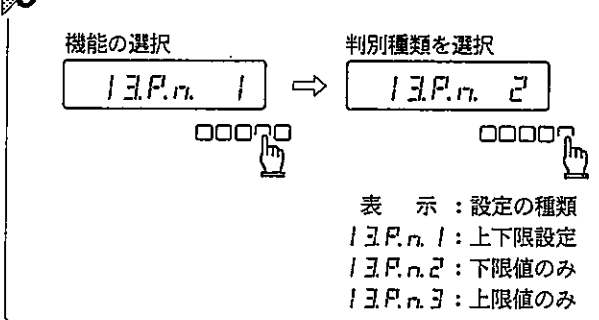 機能の選択
判別種類を選択
13.P.n. 1
⇨
13.P.n. 2
表 示 : 設定の種類
13.P.n. 1 : 上下限設定
13.P.n. 2 : 下限値のみ
13.P.n. 3 : 上限値のみ